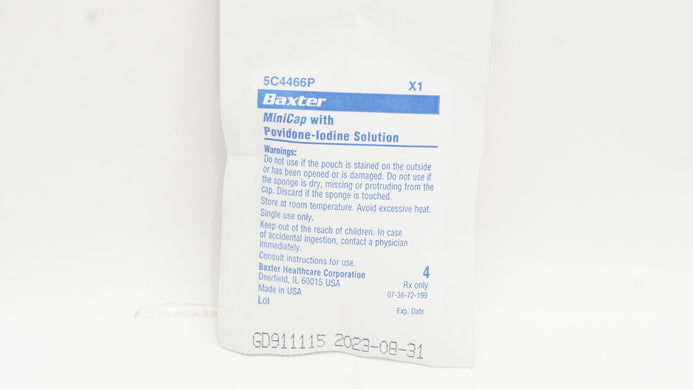 5C4466P X1
Baxter
MiniCap with
Povidone-Iodine Solution
Warnings:
Do not use if the pouch is stained on the outside
or has been opened or is damaged. Do not use if
the sponge is dry, missing or protruding from the
cap. Discard if the sponge is touched.
Store at room temperature. Avoid excessive heat.
Single use only.
Keep out of the reach of children. In case
of accidental ingestion, contact a physician
immediately.
Consult instructions for use.
Baxter Healthcare Corporation 4
Deerfield, IL 60015 USA Rx only
Made in USA 07-36-72-199
Lot Exp. Date
GD911115 2023-08-31